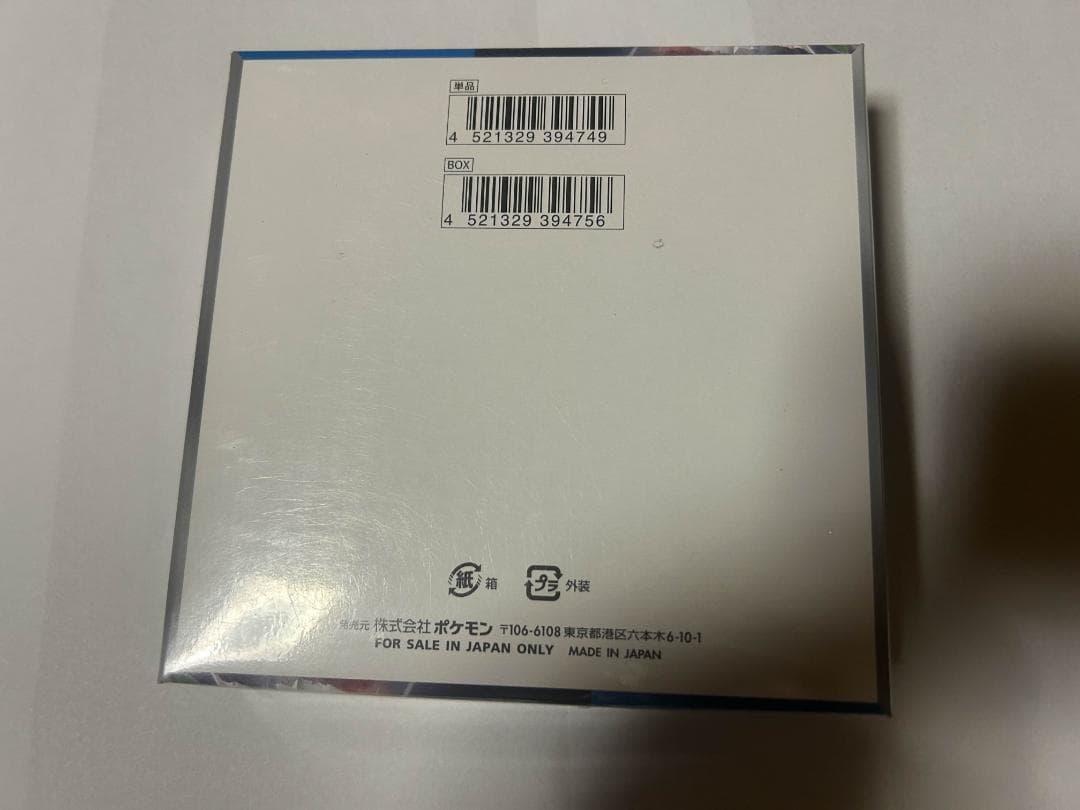 単品
4 521329 394749
BOX
4 521329 394756
紙 箱 プラ 外装
発売元 株式会社ポケモン 〒106-6108 東京都港区六本木6-10-1
FOR SALE IN JAPAN ONLY MADE IN JAPAN